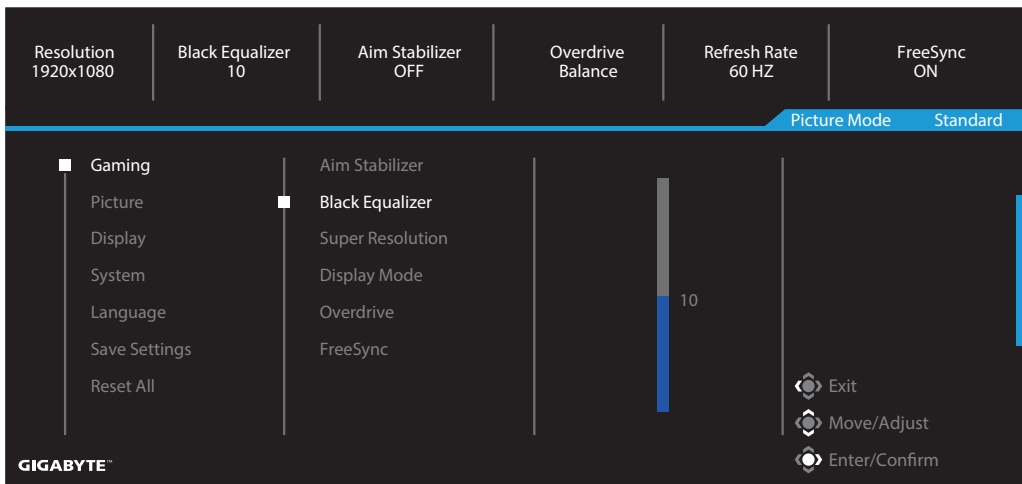 Resolution
1920x1080
Black Equalizer
10
Aim Stabilizer
OFF
Overdrive
Balance
Refresh Rate
60 HZ
FreeSync
ON
Picture Mode Standard
Gaming
Picture
Display
System
Language
Save Settings
Reset All
Aim Stabilizer
Black Equalizer
Super Resolution
Display Mode
Overdrive
FreeSync
10
Exit
Move/Adjust
Enter/Confirm
GIGABYTE™